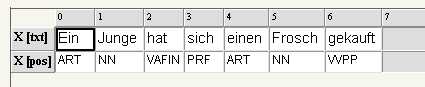 0 1 2 3 4 5 6 7
X [txt] Ein Junge hat sich einen Frosch gekauft
X [pos] ART NN VAFIN PRF ART NN VVPP